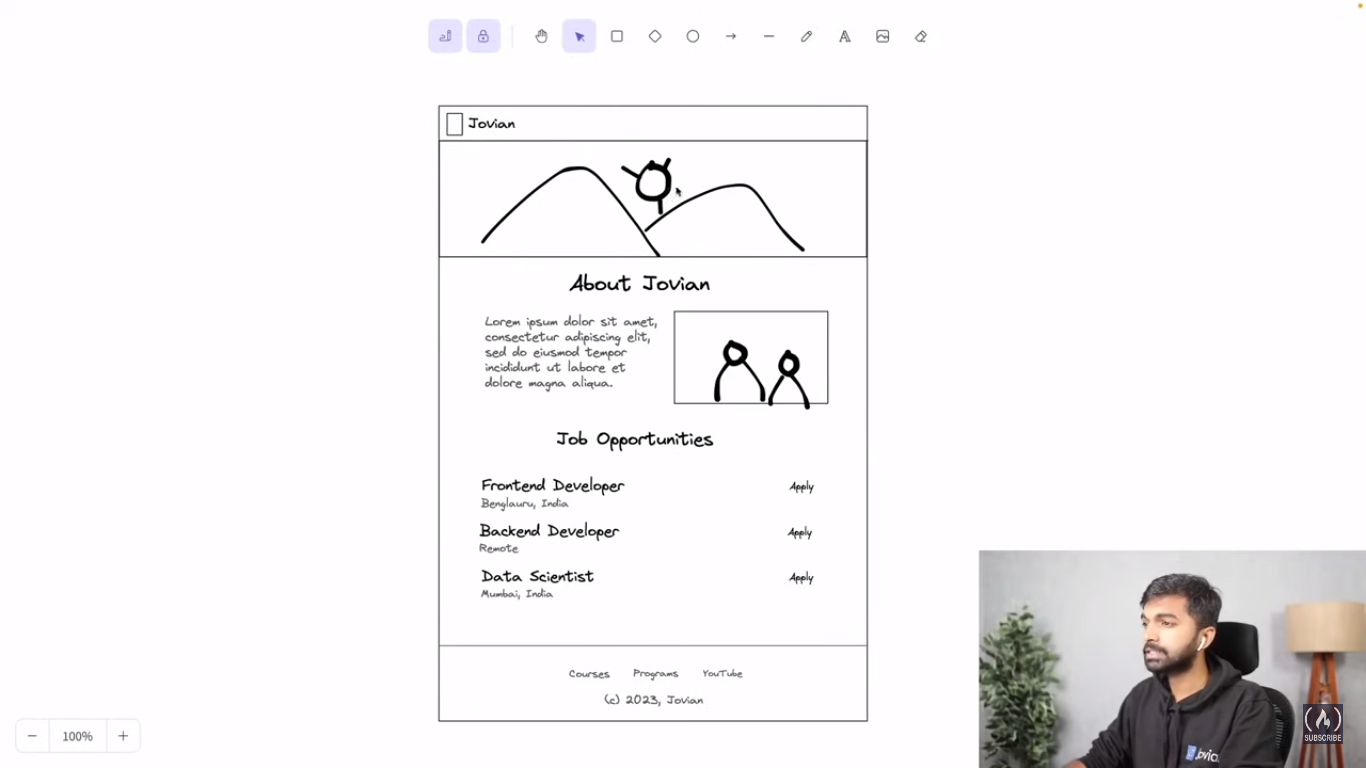 Jovian
About Jovian
Lorem ipsum dolor sit amet,
consectetur adipiscing elit,
sed do eiusmod tempor
incididunt ut labore et
dolore magna aliqua.
Job Opportunities
Frontend Developer
Apply
Benglauru, India
Backend Developer
Apply
Remote
Data Scientist
Apply
Mumbai, India
Courses Programs YouTube
(c) 2023, Jovian
100%
Jovian
SUBSCRIBE